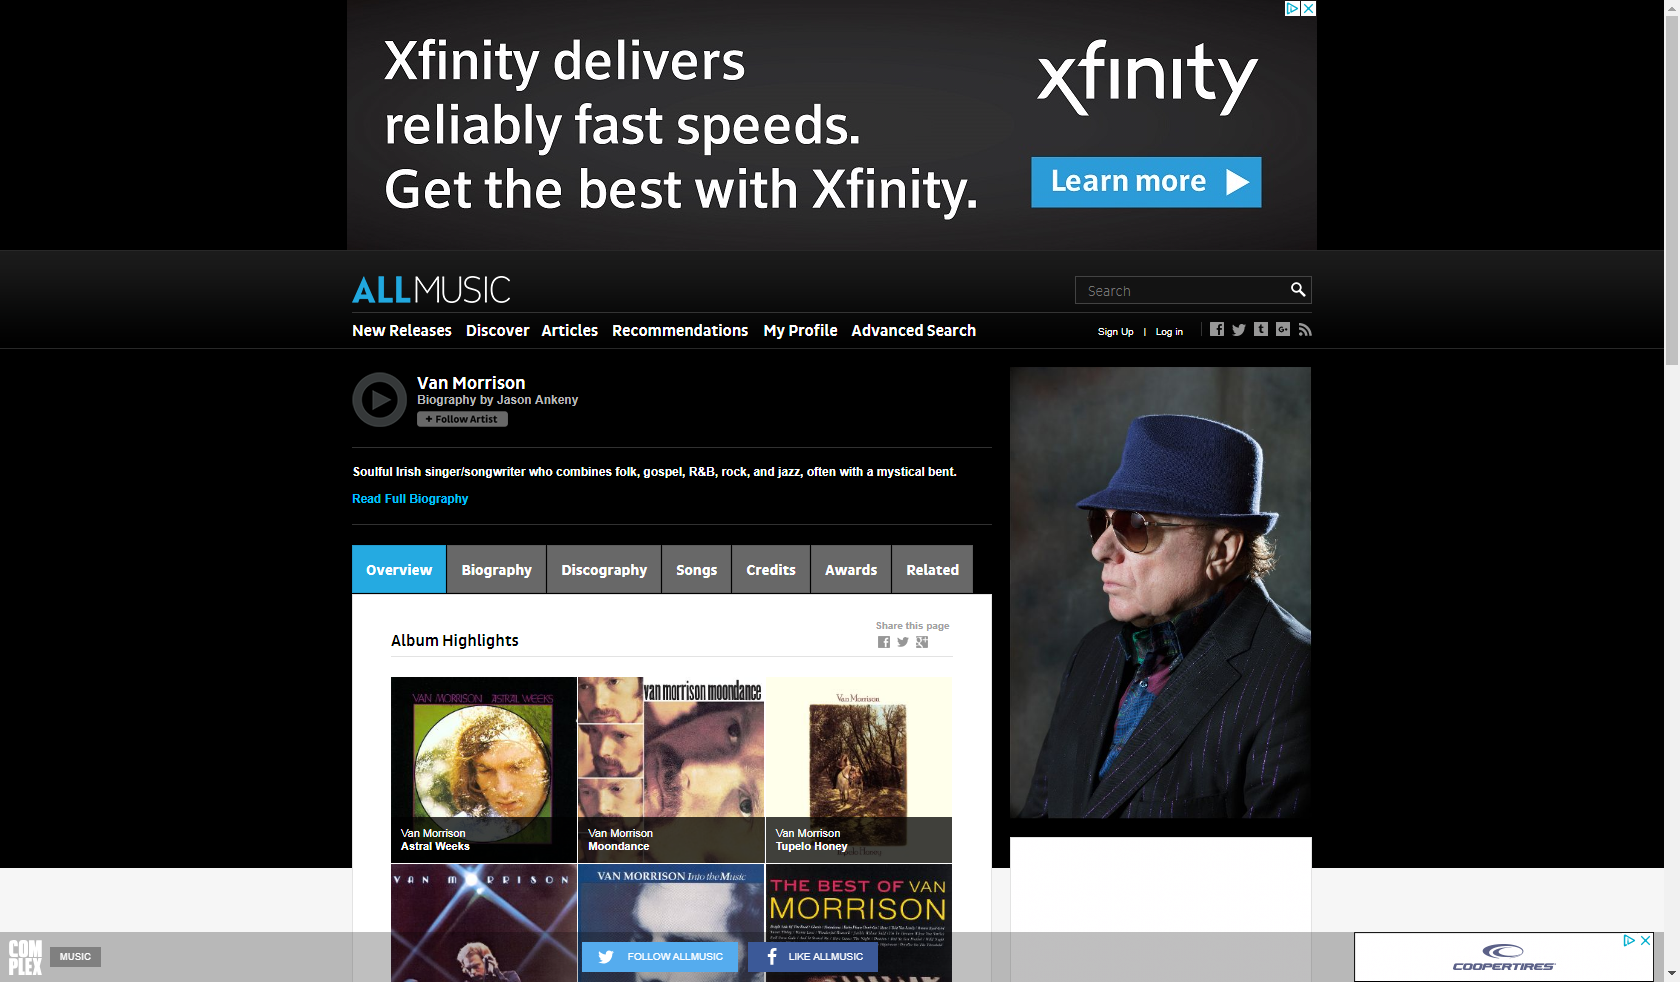 Xfinity delivers
reliably fast speeds.
Get the best with Xfinity.
xfinity
Learn more
ALLMUSIC
Search
New Releases Discover Articles Recommendations My Profile Advanced Search
Sign Up | Log in
Van Morrison
Biography by Jason Ankeny
+ Follow Artist
Soulful Irish singer/songwriter who combines folk, gospel, R&B, rock, and jazz, often with a mystical bent.
Read Full Biography
Overview Biography Discography Songs Credits Awards Related
Share this page
Album Highlights
VAN MORRISON ASTRAL WEEKS
van morrison moondance
Van Morrison
Van Morrison
Astral Weeks
Van Morrison
Moondance
Van Morrison
Tupelo Honey
Tupelo Honey
VAN MORRISON
VAN MORRISON Into the Music
THE BEST OF VAN
MORRISON
COM
PLEX
MUSIC
FOLLOW ALLMUSIC
LIKE ALLMUSIC
COOPERTIRES